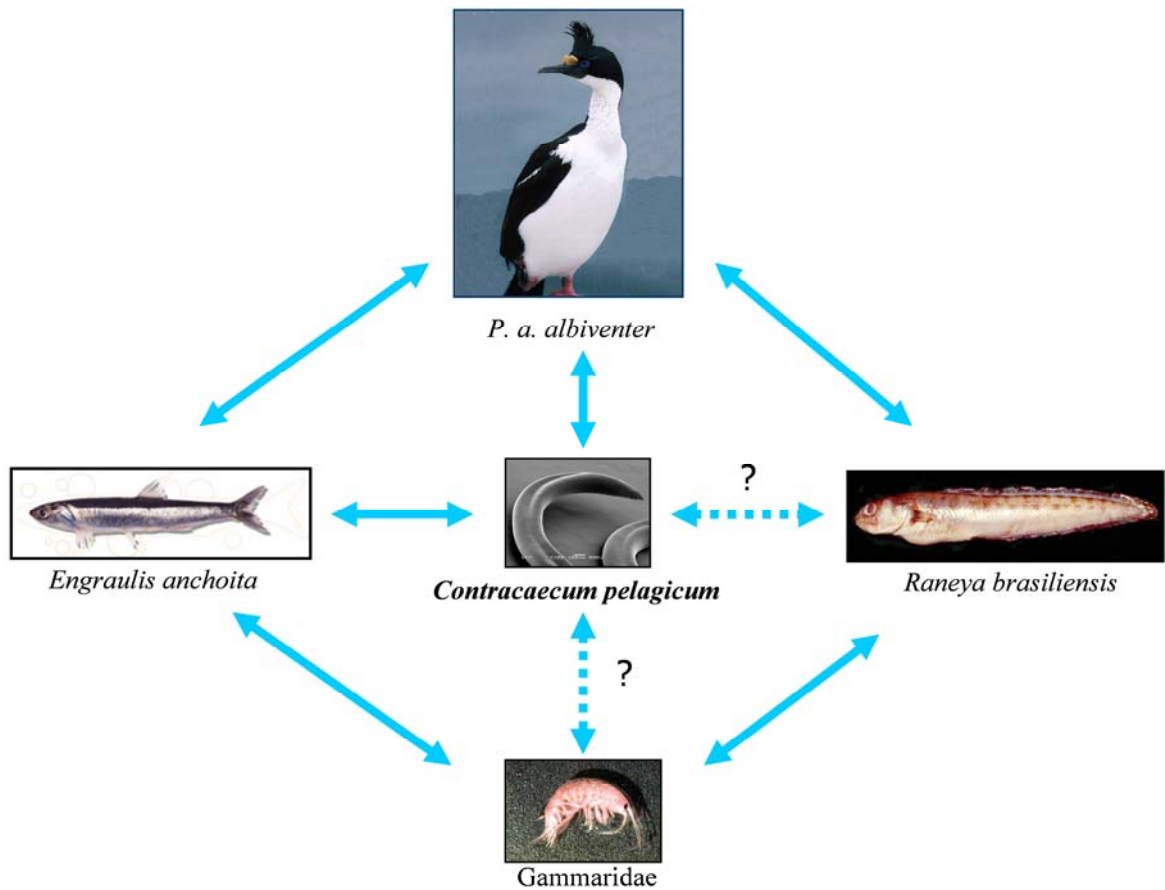 P. a. albiventer
?
Engraulis anchoita
Contracaecum pelagicum
Raneya brasiliensis
?
Gammaridae